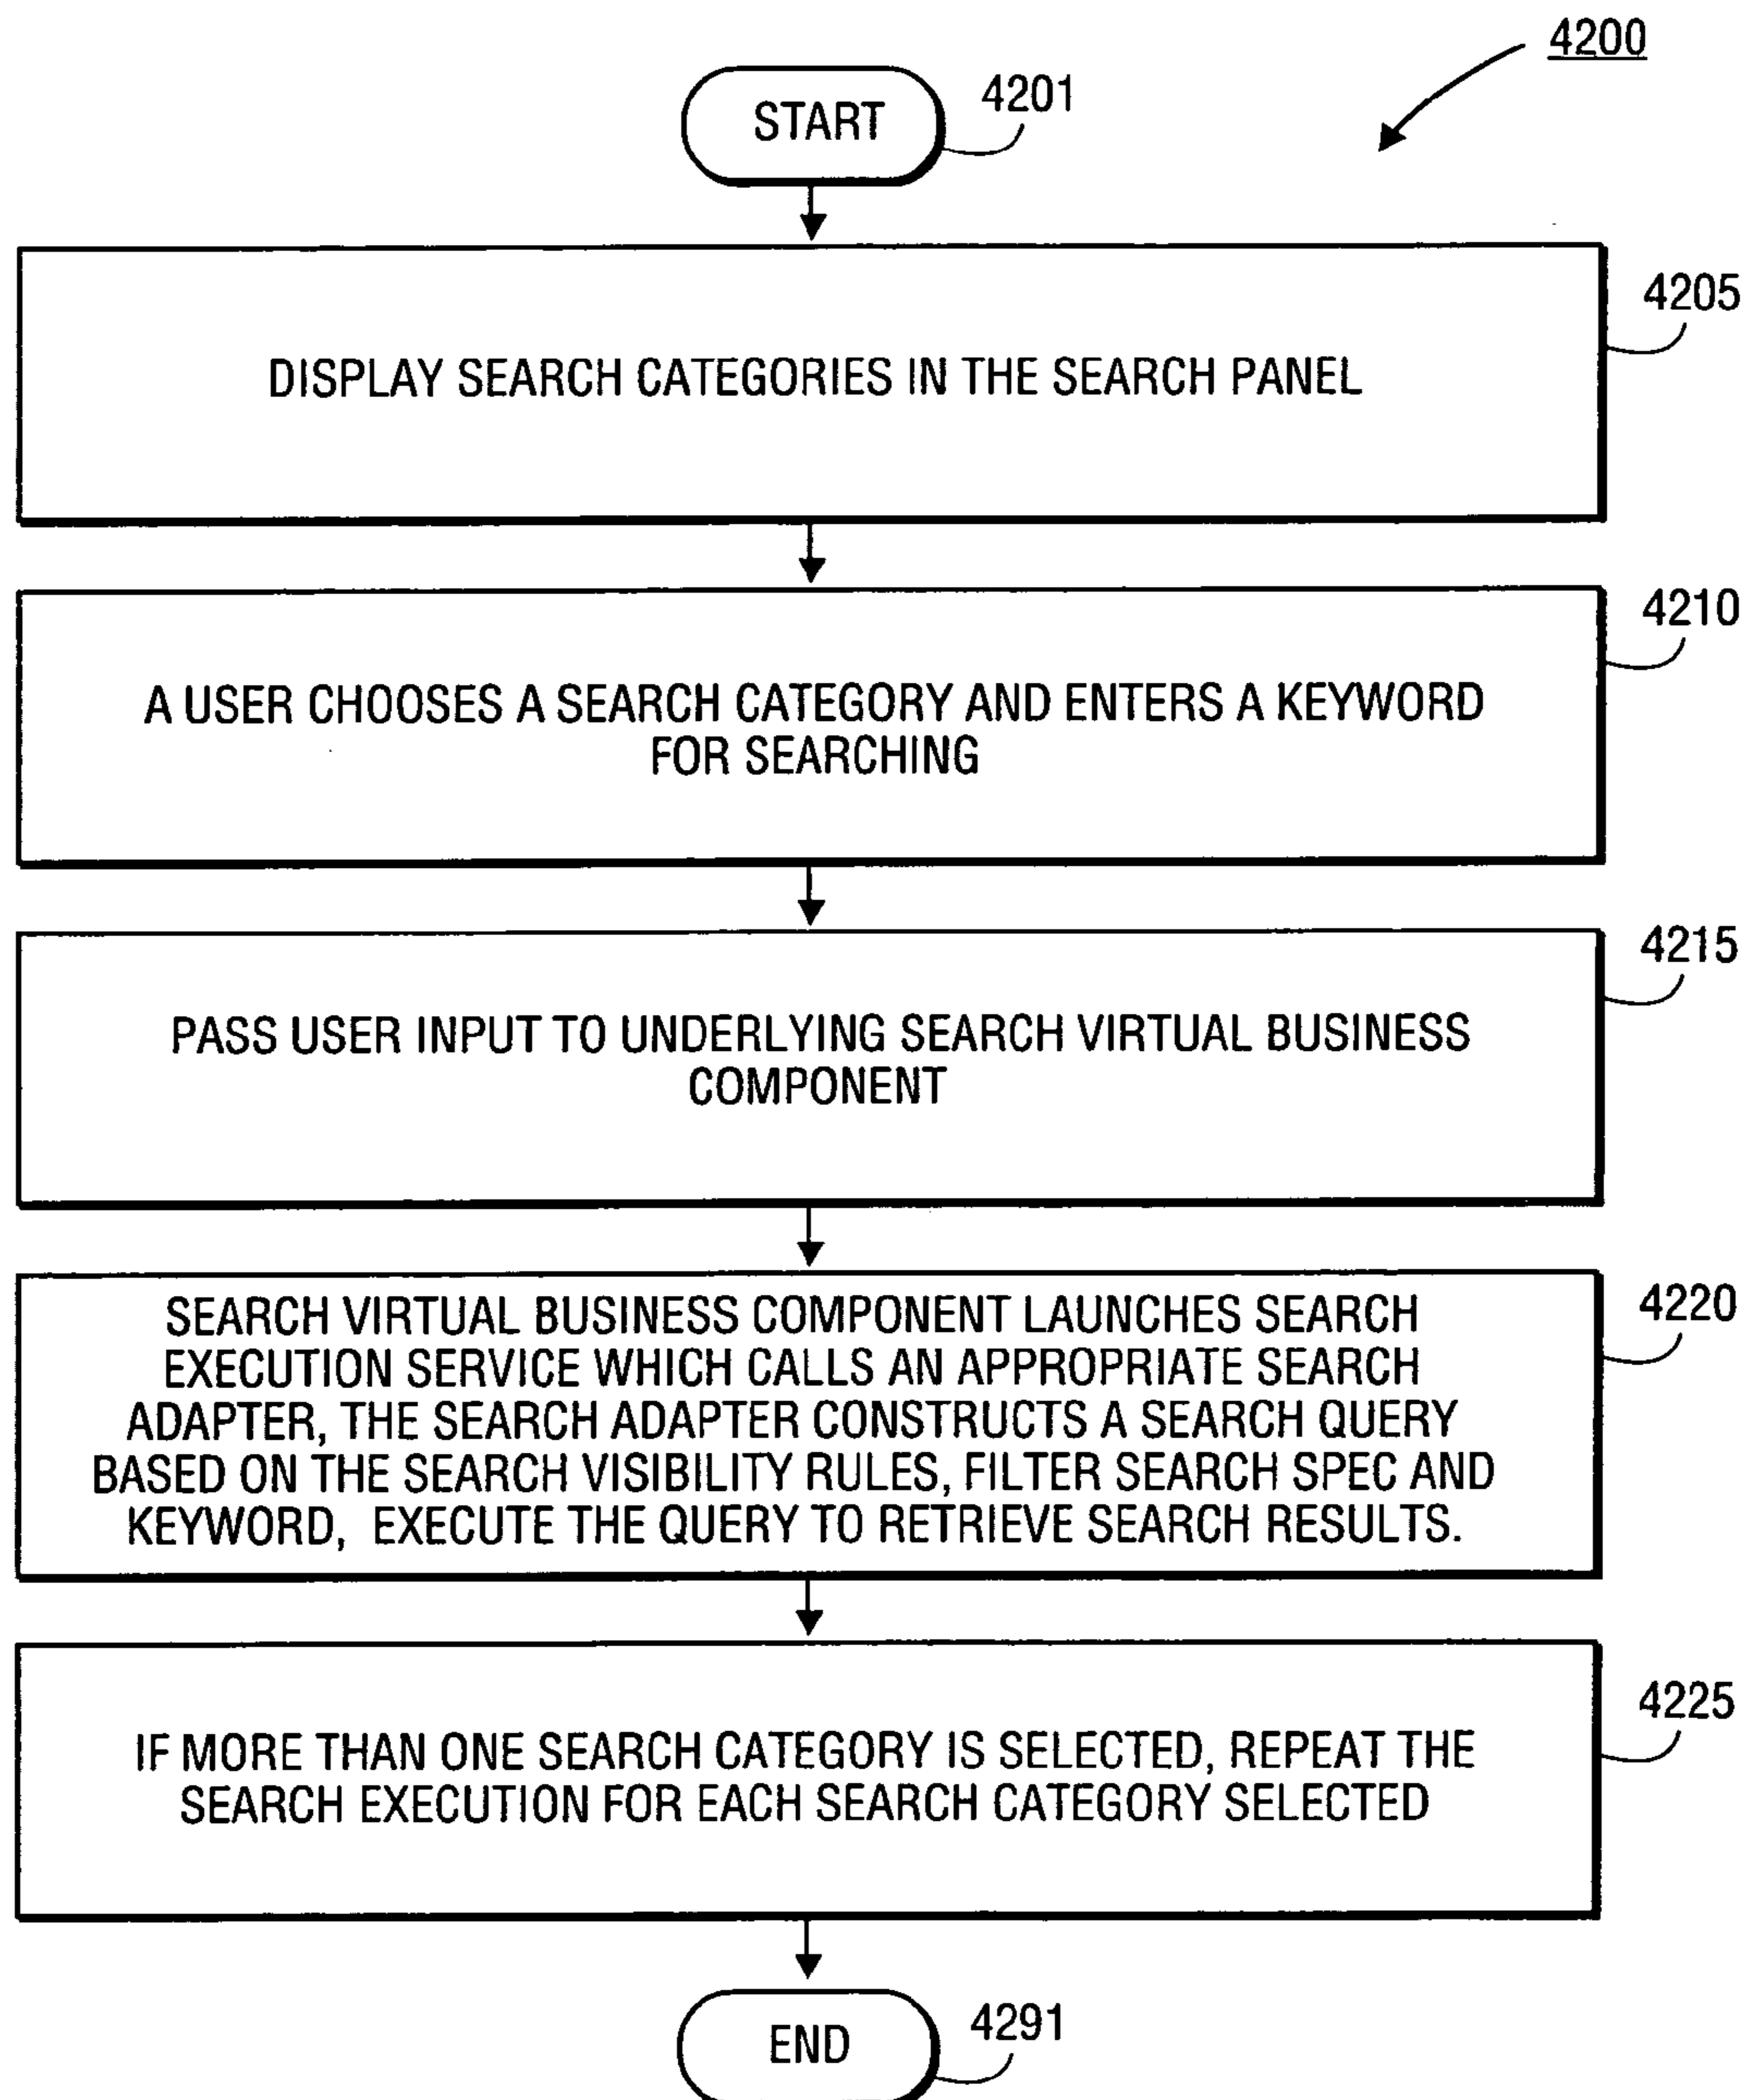 4200
START
4201
DISPLAY SEARCH CATEGORIES IN THE SEARCH PANEL
4205
A USER CHOOSES A SEARCH CATEGORY AND ENTERS A KEYWORD
FOR SEARCHING
4210
PASS USER INPUT TO UNDERLYING SEARCH VIRTUAL BUSINESS
COMPONENT
4215
SEARCH VIRTUAL BUSINESS COMPONENT LAUNCHES SEARCH
EXECUTION SERVICE WHICH CALLS AN APPROPRIATE SEARCH
ADAPTER, THE SEARCH ADAPTER CONSTRUCTS A SEARCH QUERY
BASED ON THE SEARCH VISIBILITY RULES, FILTER SEARCH SPEC AND
KEYWORD, EXECUTE THE QUERY TO RETRIEVE SEARCH RESULTS.
4220
IF MORE THAN ONE SEARCH CATEGORY IS SELECTED, REPEAT THE
SEARCH EXECUTION FOR EACH SEARCH CATEGORY SELECTED
4225
END
4291